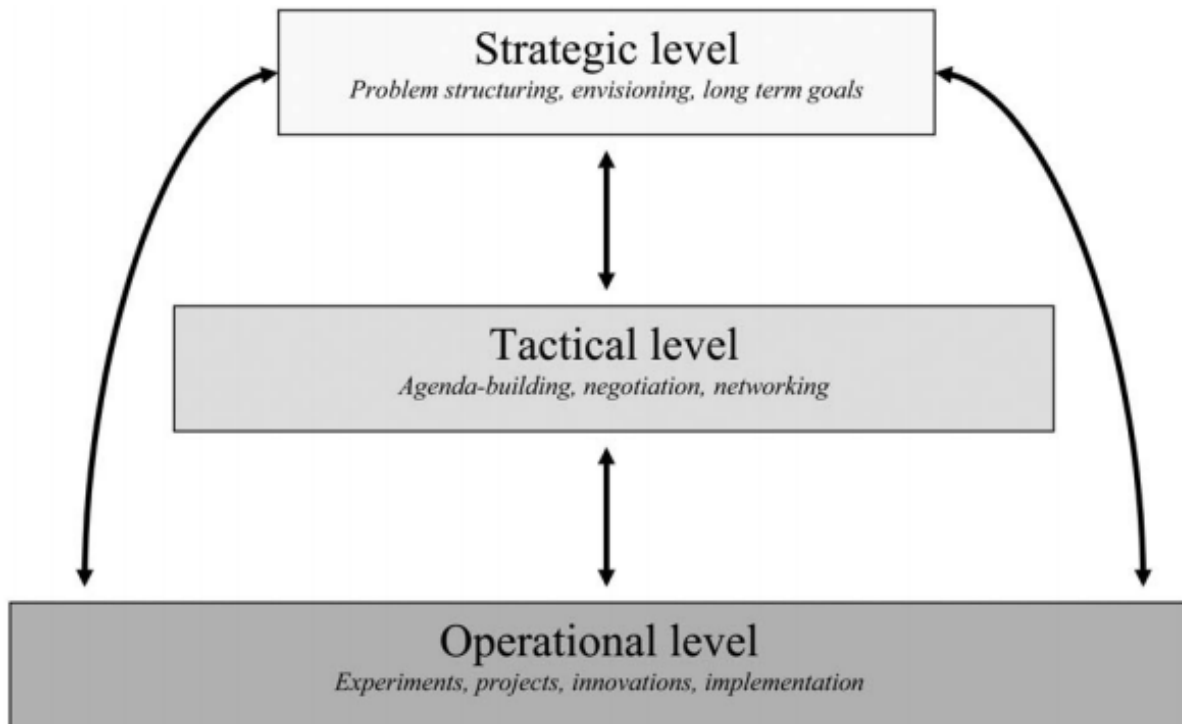 Strategic level
Problem structuring, envisioning, long term goals
Tactical level
Agenda-building, negotiation, networking
Operational level
Experiments, projects, innovations, implementation